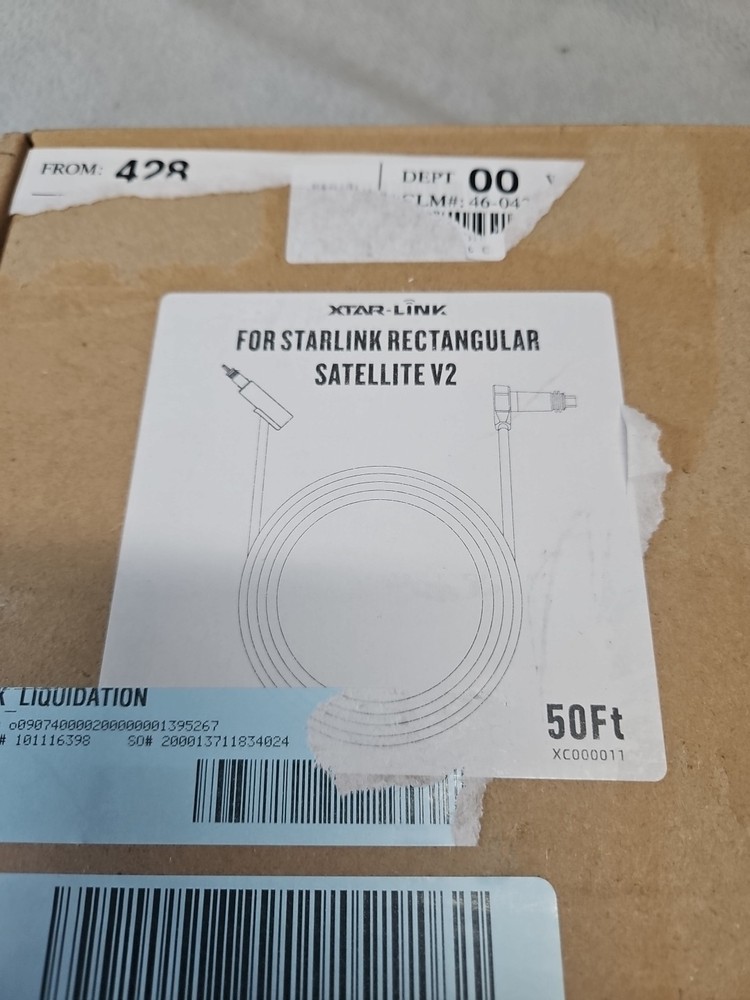 FROM: 428
DEPT 00
CLM#: 46-04
XTAR-LINK
FOR STARLINK RECTANGULAR
SATELLITE V2
50Ft
XC000011
K_LIQUIDATION
o0907400002000000001395267
# 101116398 SO# 200013711834024